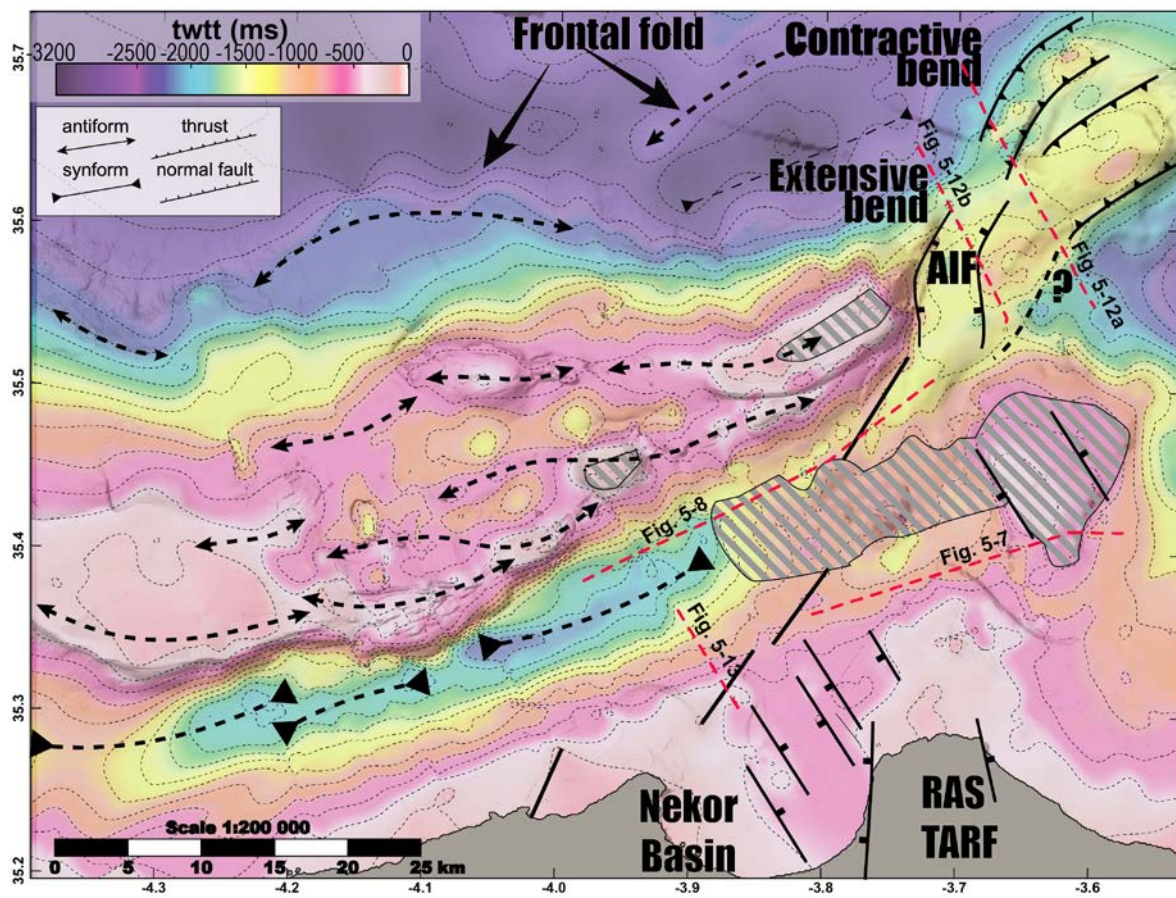 twtt (ms)
-3200 -2500 -2000 -1500 -1000 -500 0
antiform thrust
synform normal fault
Frontal fold
Contractive
bend
Extensive
bend
Fig. 5-12b
AIF
?
Fig. 5-12a
Fig. 5-8
Fig. 5-7
Fig. 5-13
Nekor
Basin
RAS
TARF
Scale 1:200 000
0 5 10 15 20 25 km
35.7
35.6
35.5
35.4
35.3
35.2
-4.3 -4.2 -4.1 -4.0 -3.9 -3.8 -3.7 -3.6